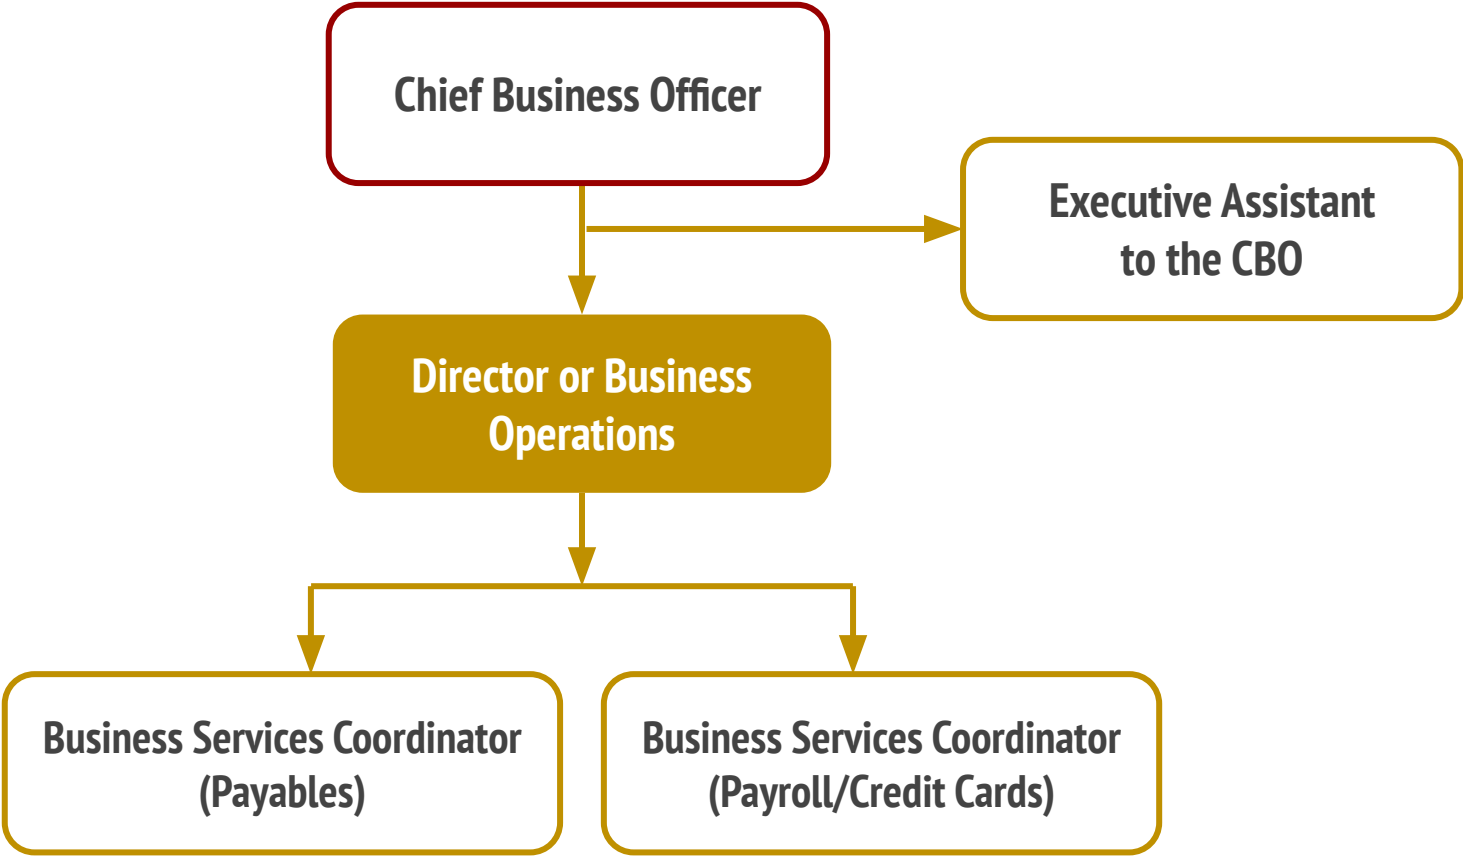 Chief Business Officer
Executive Assistant
to the CBO
Director or Business
Operations
Business Services Coordinator
(Payables)
Business Services Coordinator
(Payroll/Credit Cards)